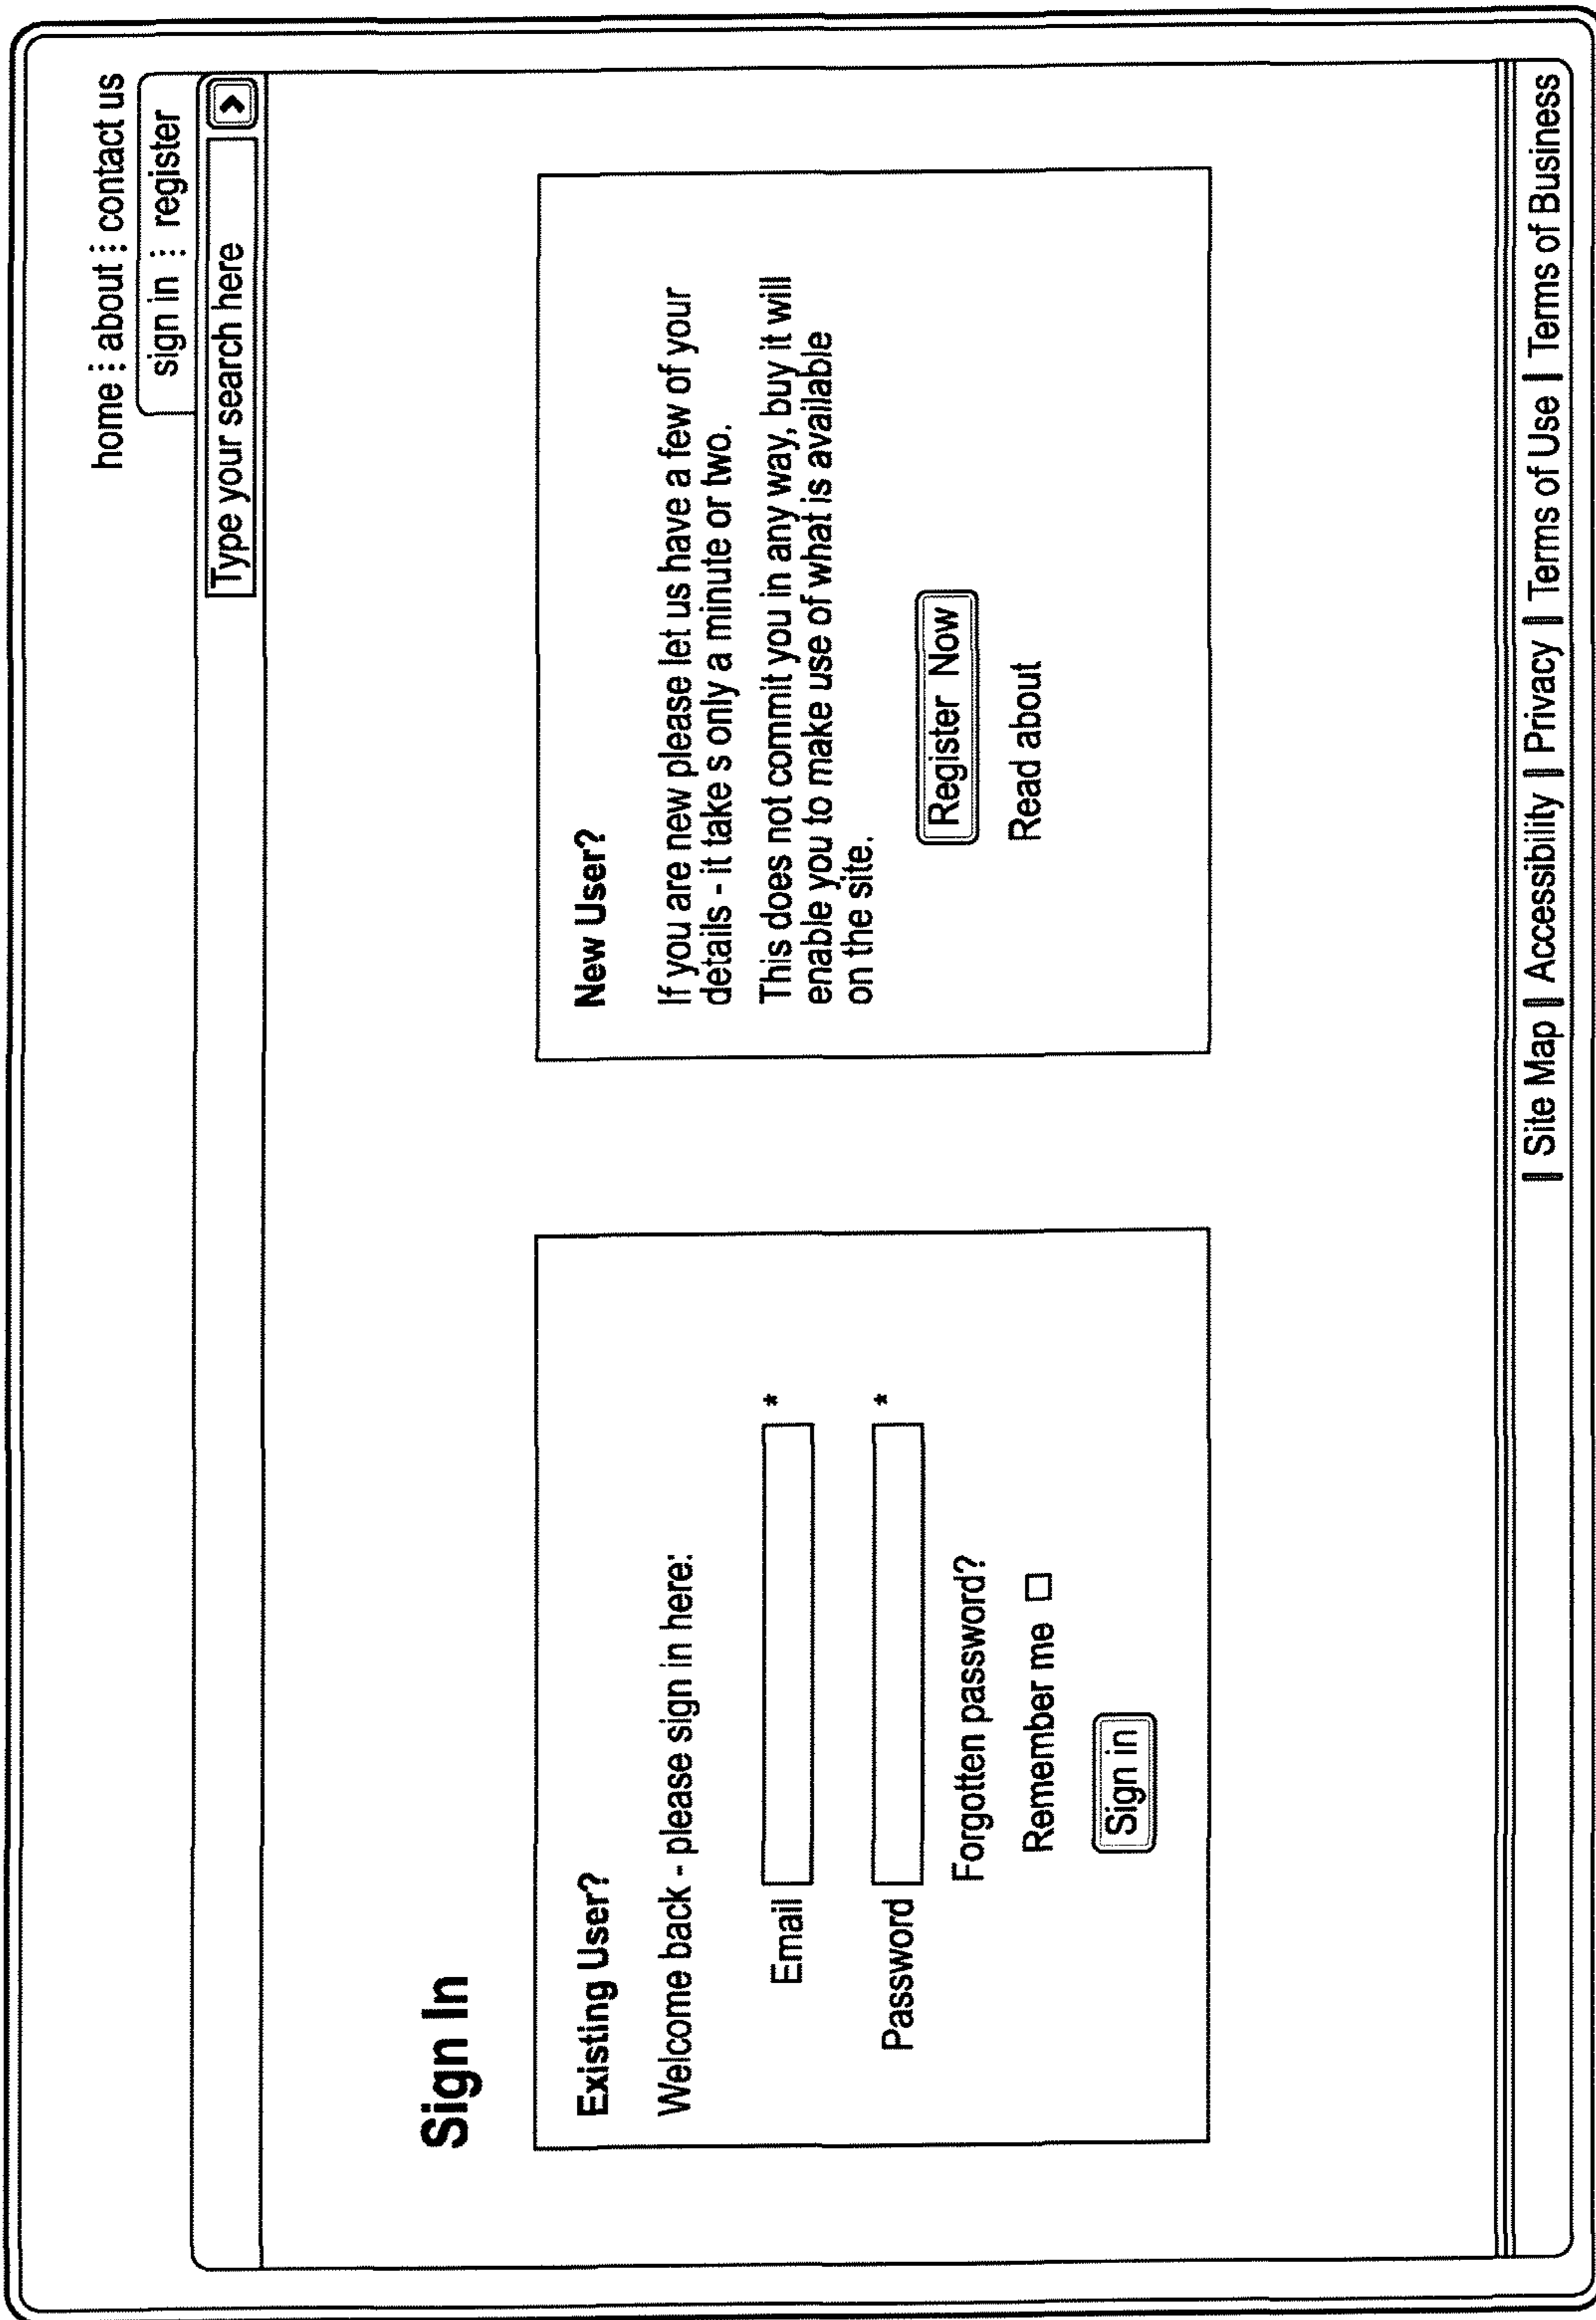 home ⋮ about ⋮ contact us
sign in ⋮ register
Type your search here >
Sign In
Existing User?
Welcome back - please sign in here:
Email *
Password *
Forgotten password?
Remember me
Sign in
New User?
If you are new please let us have a few of your
details - it take s only a minute or two.
This does not commit you in any way, buy it will
enable you to make use of what is available
on the site.
Register Now
Read about
| Site Map || Accessibility || Privacy | Terms of Use | Terms of Business